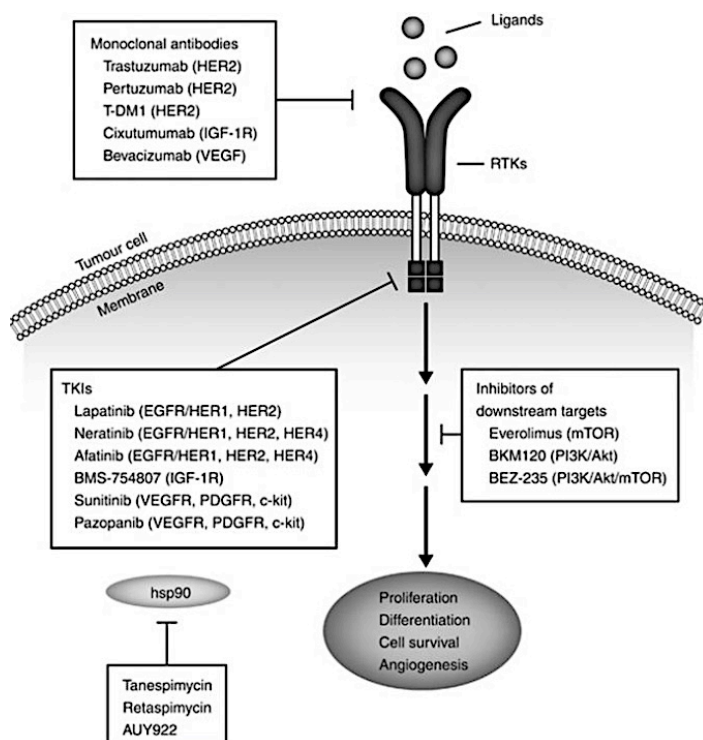 Monoclonal antibodies
Trastuzumab (HER2)
Pertuzumab (HER2)
T-DM1 (HER2)
Cixutumumab (IGF-1R)
Bevacizumab (VEGF)
Ligands
RTKs
Tumour cell
Membrane
TKIs
Lapatinib (EGFR/HER1, HER2)
Neratinib (EGFR/HER1, HER2, HER4)
Afatinib (EGFR/HER1, HER2, HER4)
BMS-754807 (IGF-1R)
Sunitinib (VEGFR, PDGFR, c-kit)
Pazopanib (VEGFR, PDGFR, c-kit)
Inhibitors of
downstream targets
Everolimus (mTOR)
BKM120 (PI3K/Akt)
BEZ-235 (PI3K/Akt/mTOR)
hsp90
Proliferation
Differentiation
Cell survival
Angiogenesis
Tanespimycin
Retaspimycin
AUY922